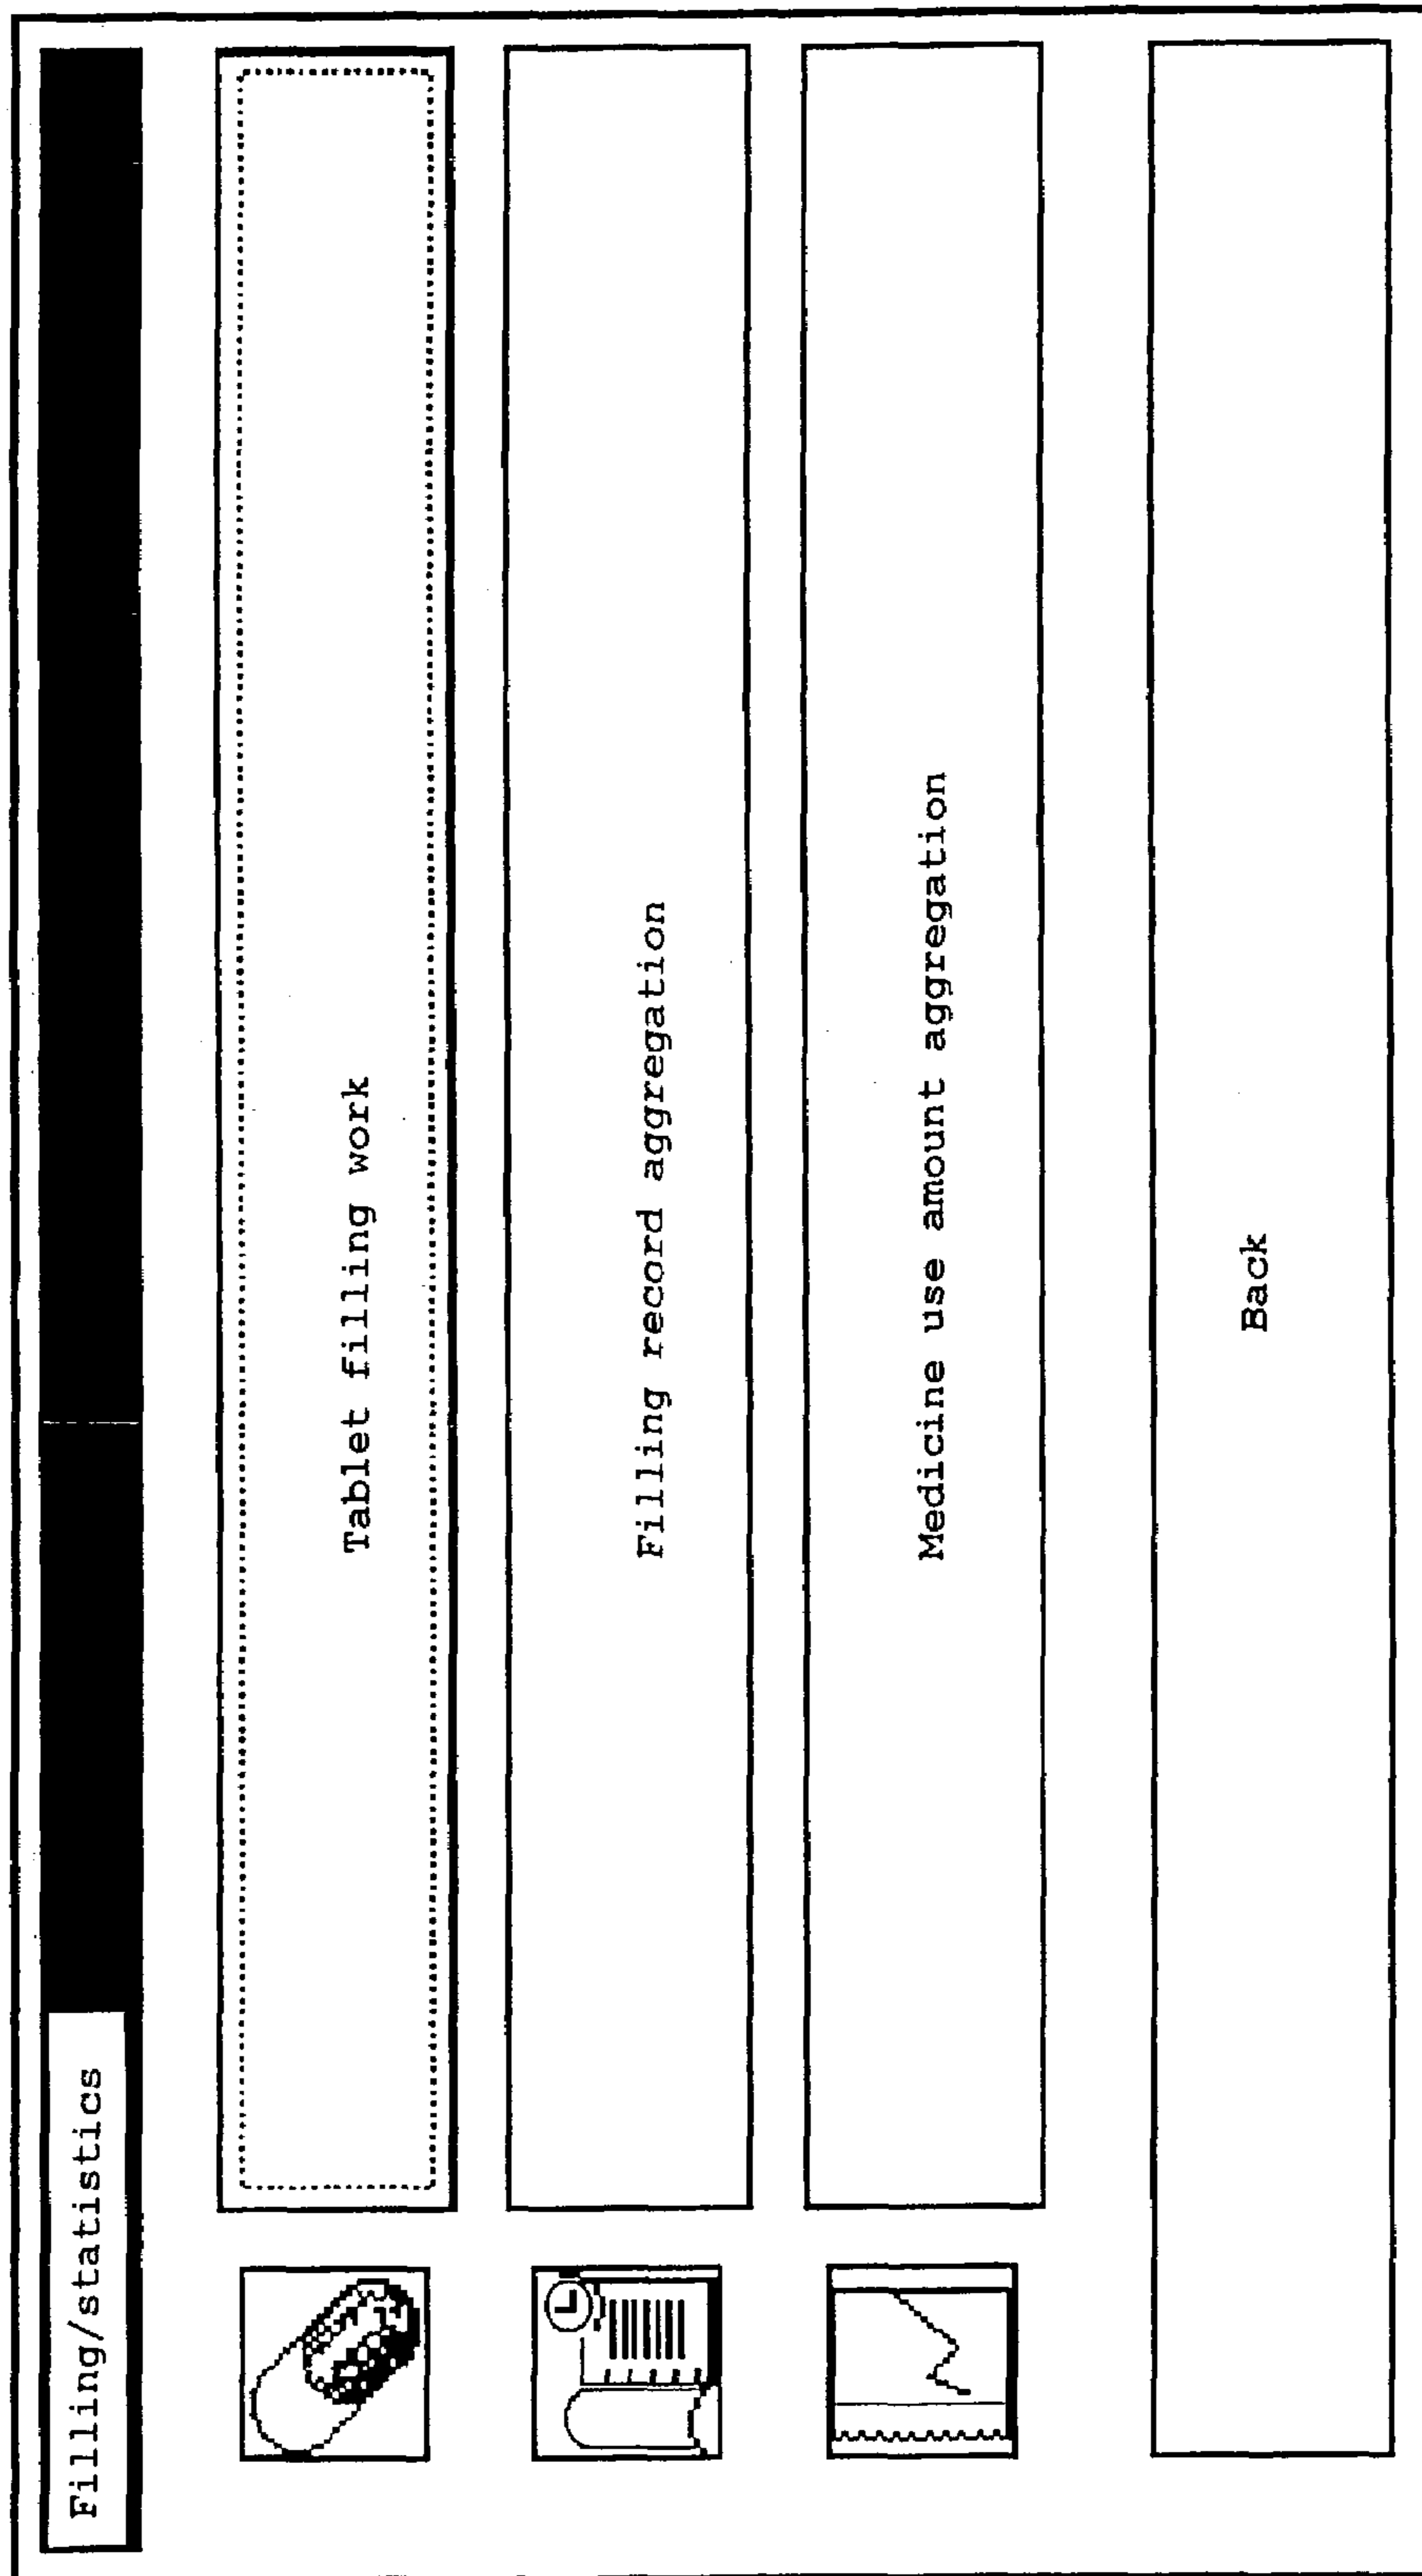 Filling/statistics
Tablet filling work
Filling record aggregation
Medicine use amount aggregation
Back